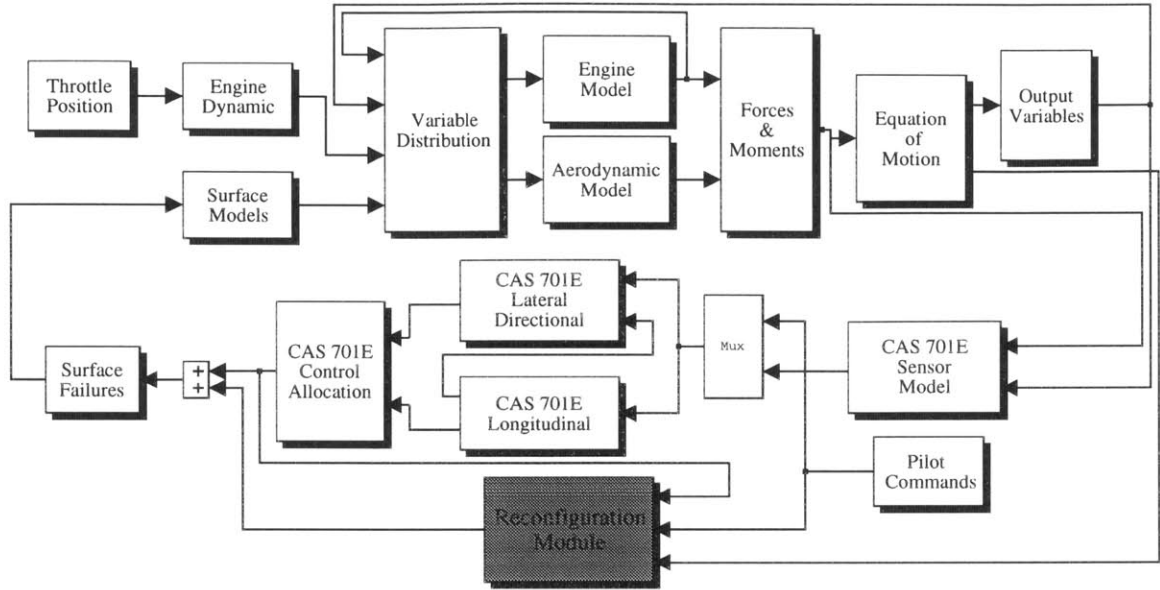 Throttle
Position
Engine
Dynamic
Surface
Models
Variable
Distribution
Engine
Model
Aerodynamic
Model
Forces
&
Moments
Equation
of
Motion
Output
Variables
CAS 701E
Lateral
Directional
CAS 701E
Control
Allocation
CAS 701E
Longitudinal
Mux
CAS 701E
Sensor
Model
Surface
Failures
+
+
Pilot
Commands
Reconfiguration
Module